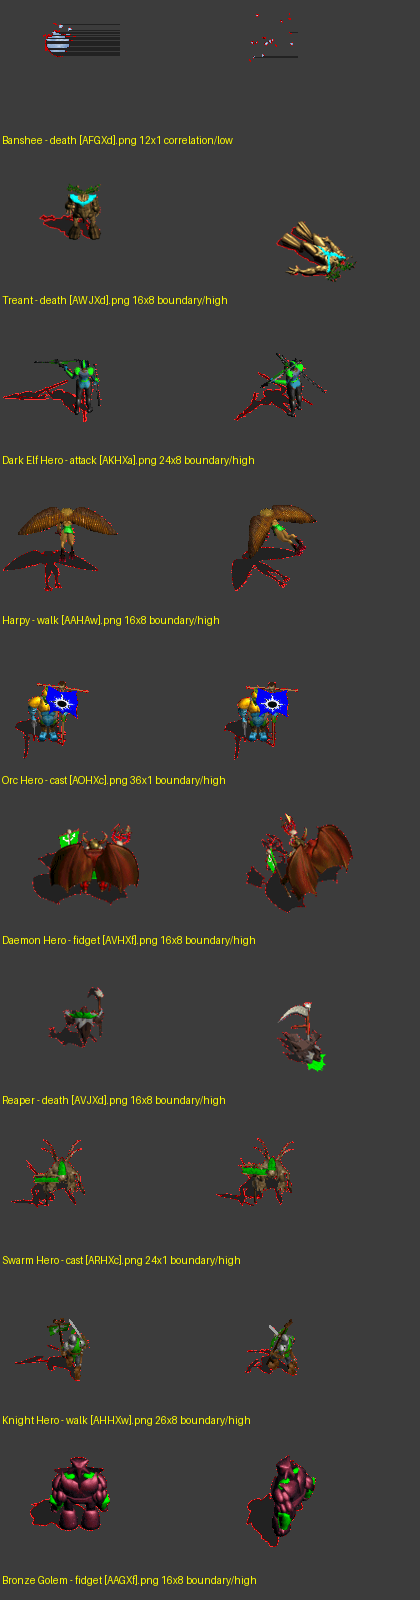 Banshee - death [AFGXd].png 12x1 correlation/low
Treant - death [AWJXd].png 16x8 boundary/high
Dark Elf Hero - attack [AKHXa].png 24x8 boundary/high
Harpy - walk [AAHAw].png 16x8 boundary/high
Orc Hero - cast [AOHXc].png 36x1 boundary/high
Daemon Hero - fidget [AVHXf].png 16x8 boundary/high
Reaper - death [AVJXd].png 16x8 boundary/high
Swarm Hero - cast [ARHXc].png 24x1 boundary/high
Knight Hero - walk [AHHXw].png 26x8 boundary/high
Bronze Golem - fidget [AAGXf].png 16x8 boundary/high